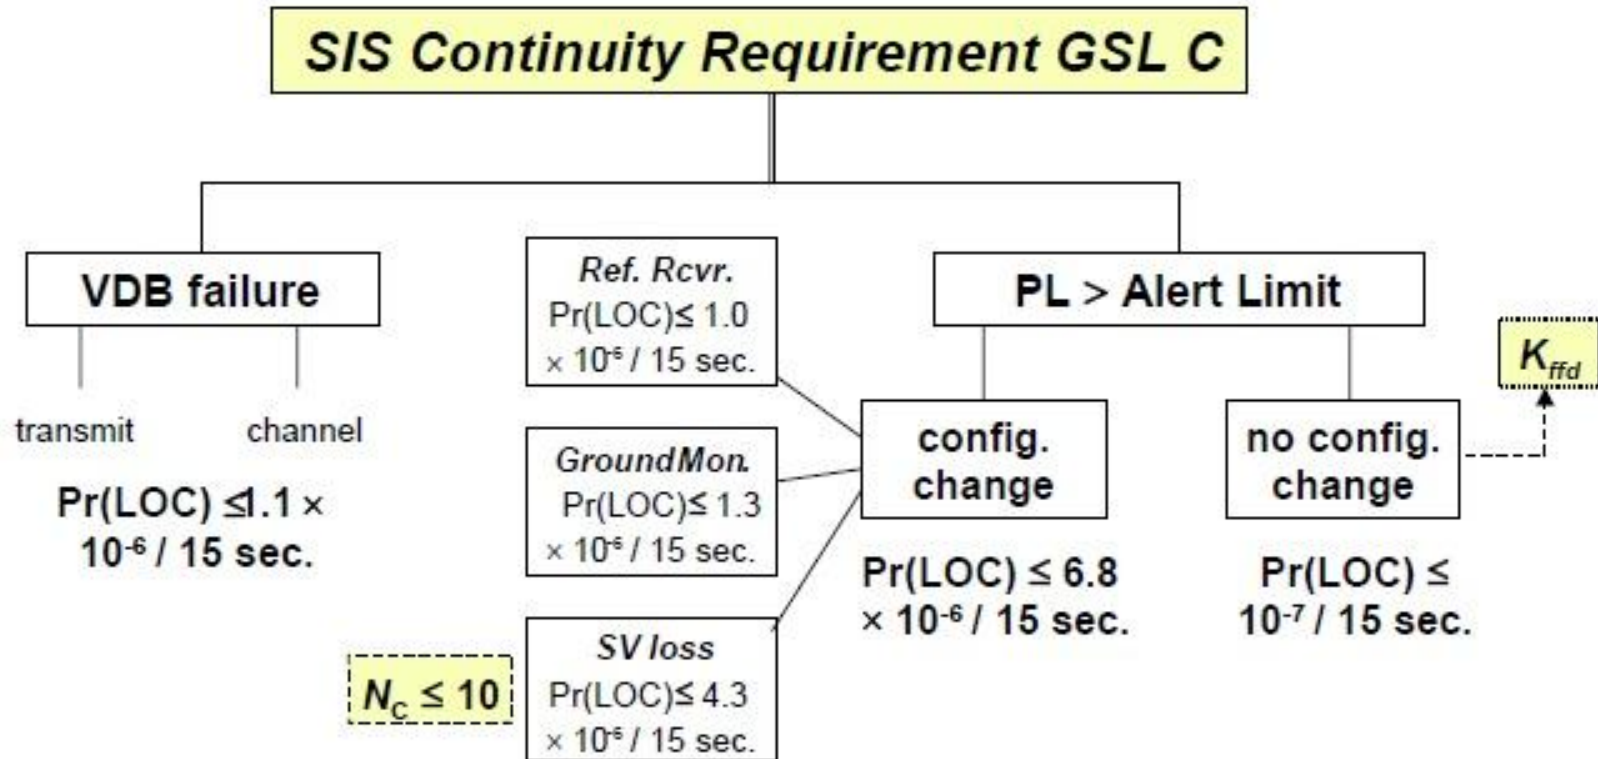 SIS Continuity Requirement GSL C
VDB failure
transmit
channel
Pr(LOC) ≤1.1 ×
10⁻⁶ / 15 sec.
Ref. Rcvr.
Pr(LOC)≤ 1.0
× 10⁻⁶ / 15 sec.
GroundMon.
Pr(LOC)≤ 1.3
× 10⁻⁶ / 15 sec.
SV loss
Pr(LOC)≤ 4.3
× 10⁻⁶ / 15 sec.
N_C ≤ 10
PL > Alert Limit
config.
change
Pr(LOC) ≤ 6.8
× 10⁻⁶ / 15 sec.
no config.
change
Pr(LOC) ≤
10⁻⁷ / 15 sec.
K_ffd